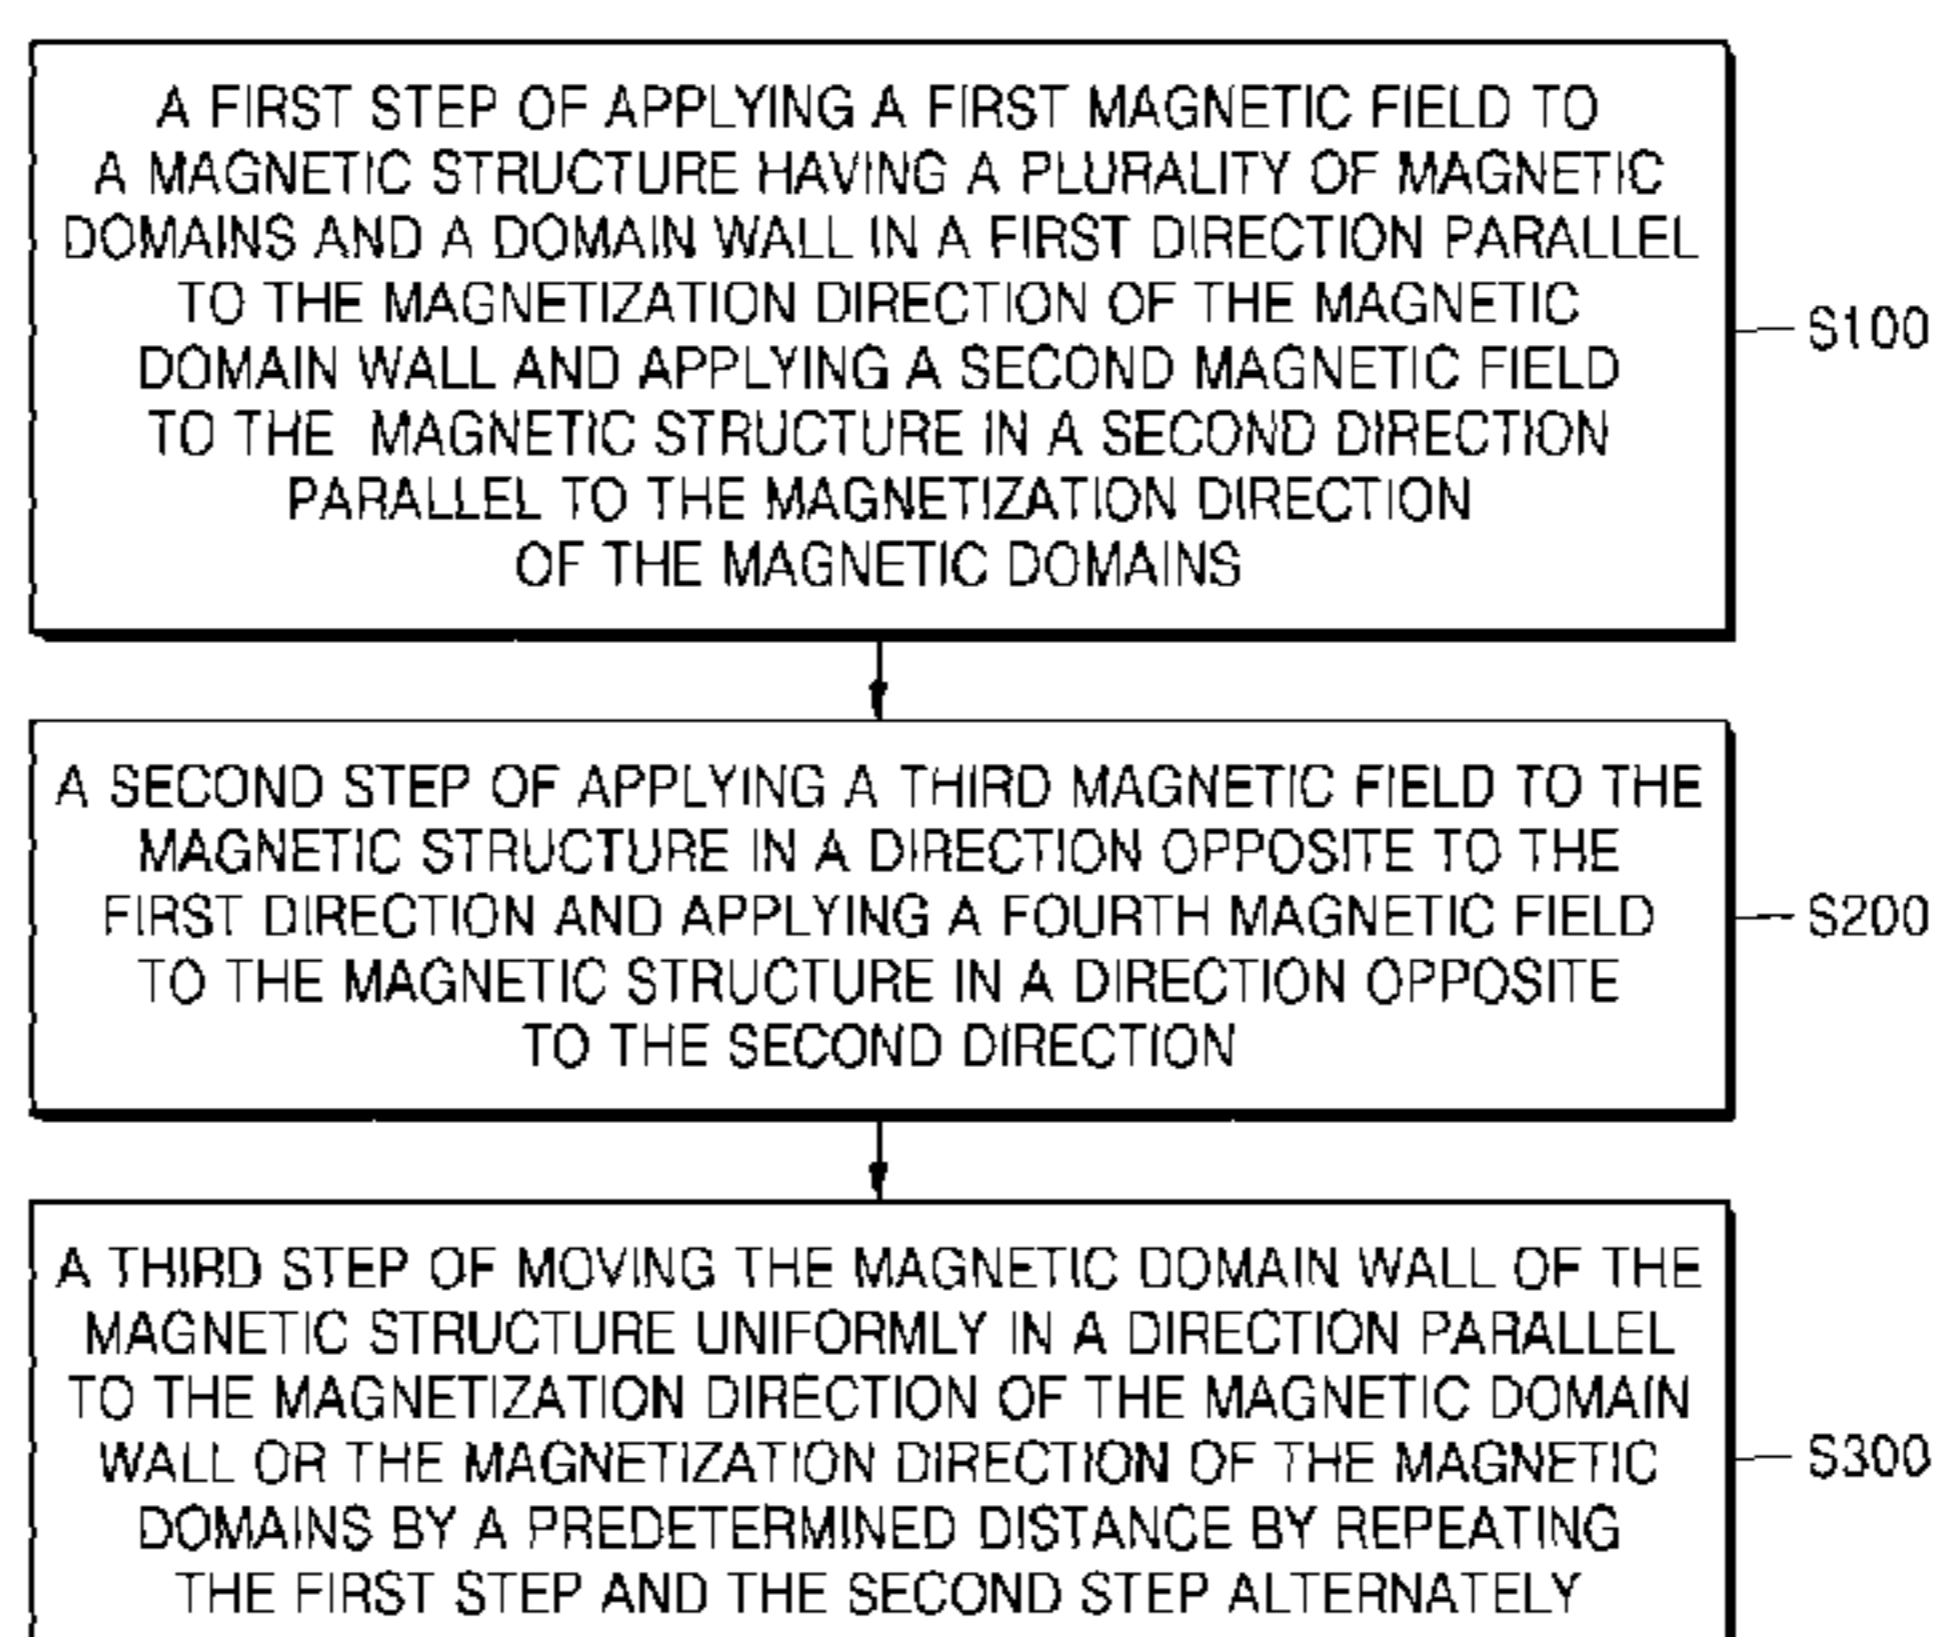 A FIRST STEP OF APPLYING A FIRST MAGNETIC FIELD TO
A MAGNETIC STRUCTURE HAVING A PLURALITY OF MAGNETIC
DOMAINS AND A DOMAIN WALL IN A FIRST DIRECTION PARALLEL
TO THE MAGNETIZATION DIRECTION OF THE MAGNETIC
DOMAIN WALL AND APPLYING A SECOND MAGNETIC FIELD
TO THE MAGNETIC STRUCTURE IN A SECOND DIRECTION
PARALLEL TO THE MAGNETIZATION DIRECTION
OF THE MAGNETIC DOMAINS
S100
A SECOND STEP OF APPLYING A THIRD MAGNETIC FIELD TO THE
MAGNETIC STRUCTURE IN A DIRECTION OPPOSITE TO THE
FIRST DIRECTION AND APPLYING A FOURTH MAGNETIC FIELD
TO THE MAGNETIC STRUCTURE IN A DIRECTION OPPOSITE
TO THE SECOND DIRECTION
S200
A THIRD STEP OF MOVING THE MAGNETIC DOMAIN WALL OF THE
MAGNETIC STRUCTURE UNIFORMLY IN A DIRECTION PARALLEL
TO THE MAGNETIZATION DIRECTION OF THE MAGNETIC DOMAIN
WALL OR THE MAGNETIZATION DIRECTION OF THE MAGNETIC
DOMAINS BY A PREDETERMINED DISTANCE BY REPEATING
THE FIRST STEP AND THE SECOND STEP ALTERNATELY
S300